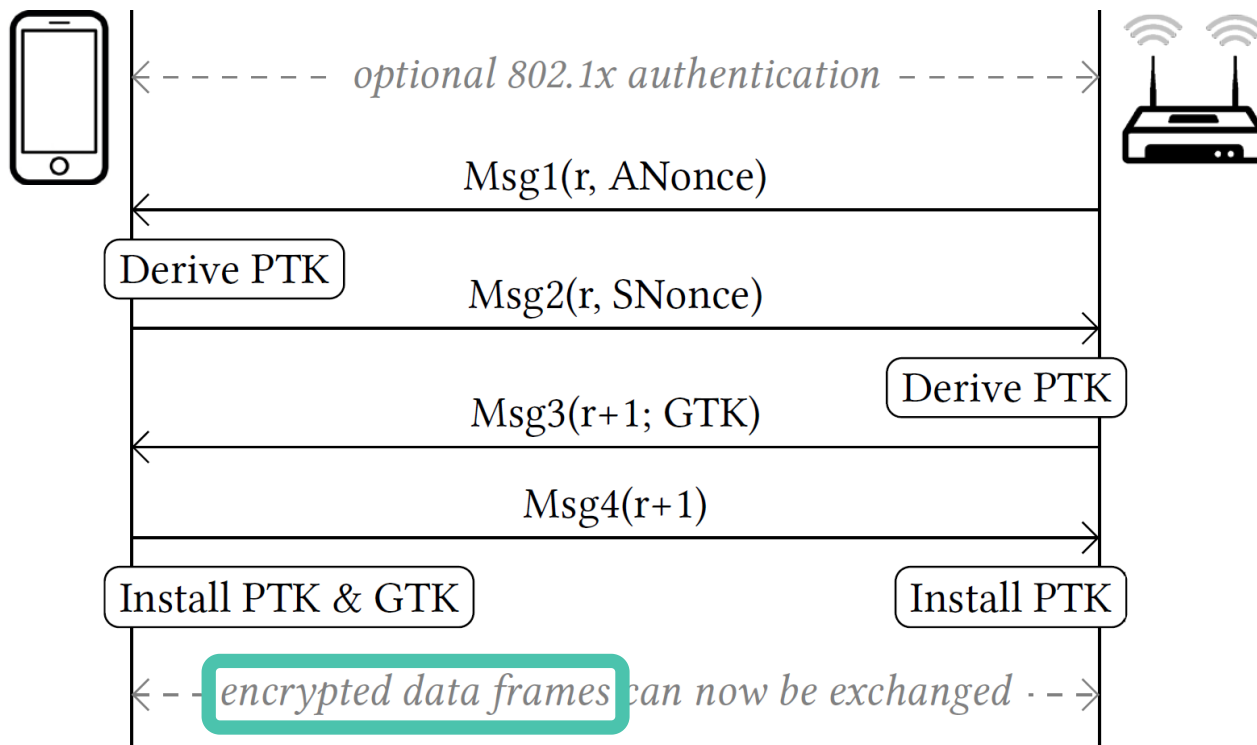 optional 802.1x authentication
Msg1(r, ANonce)
Derive PTK
Msg2(r, SNonce)
Derive PTK
Msg3(r+1; GTK)
Msg4(r+1)
Install PTK & GTK
Install PTK
encrypted data frames can now be exchanged